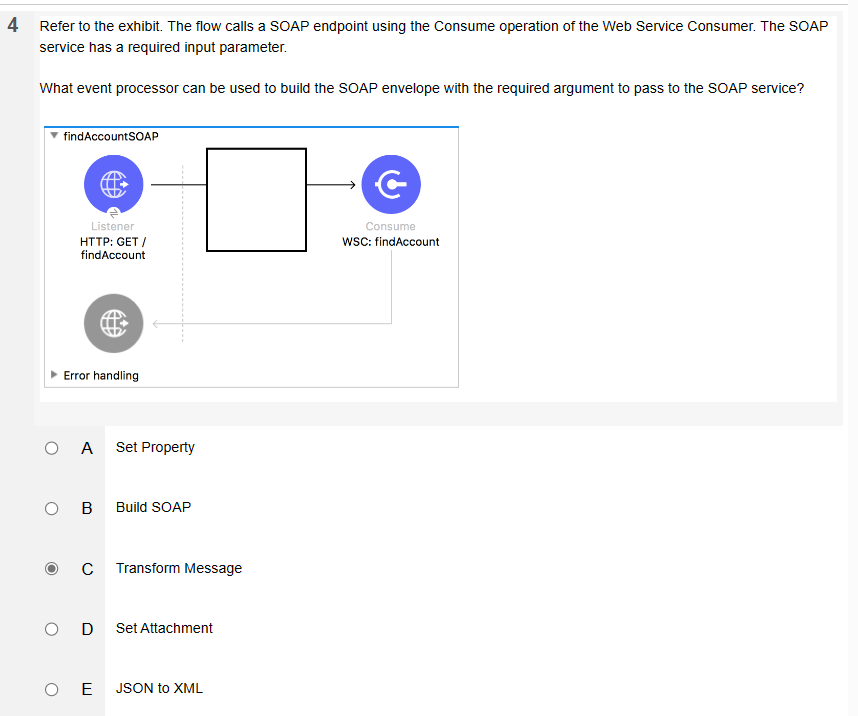 4
Refer to the exhibit. The flow calls a SOAP endpoint using the Consume operation of the Web Service Consumer. The SOAP
service has a required input parameter.
What event processor can be used to build the SOAP envelope with the required argument to pass to the SOAP service?
findAccountSOAP
Listener
HTTP: GET /
findAccount
Consume
WSC: findAccount
Error handling
A Set Property
B Build SOAP
C Transform Message
D Set Attachment
E JSON to XML